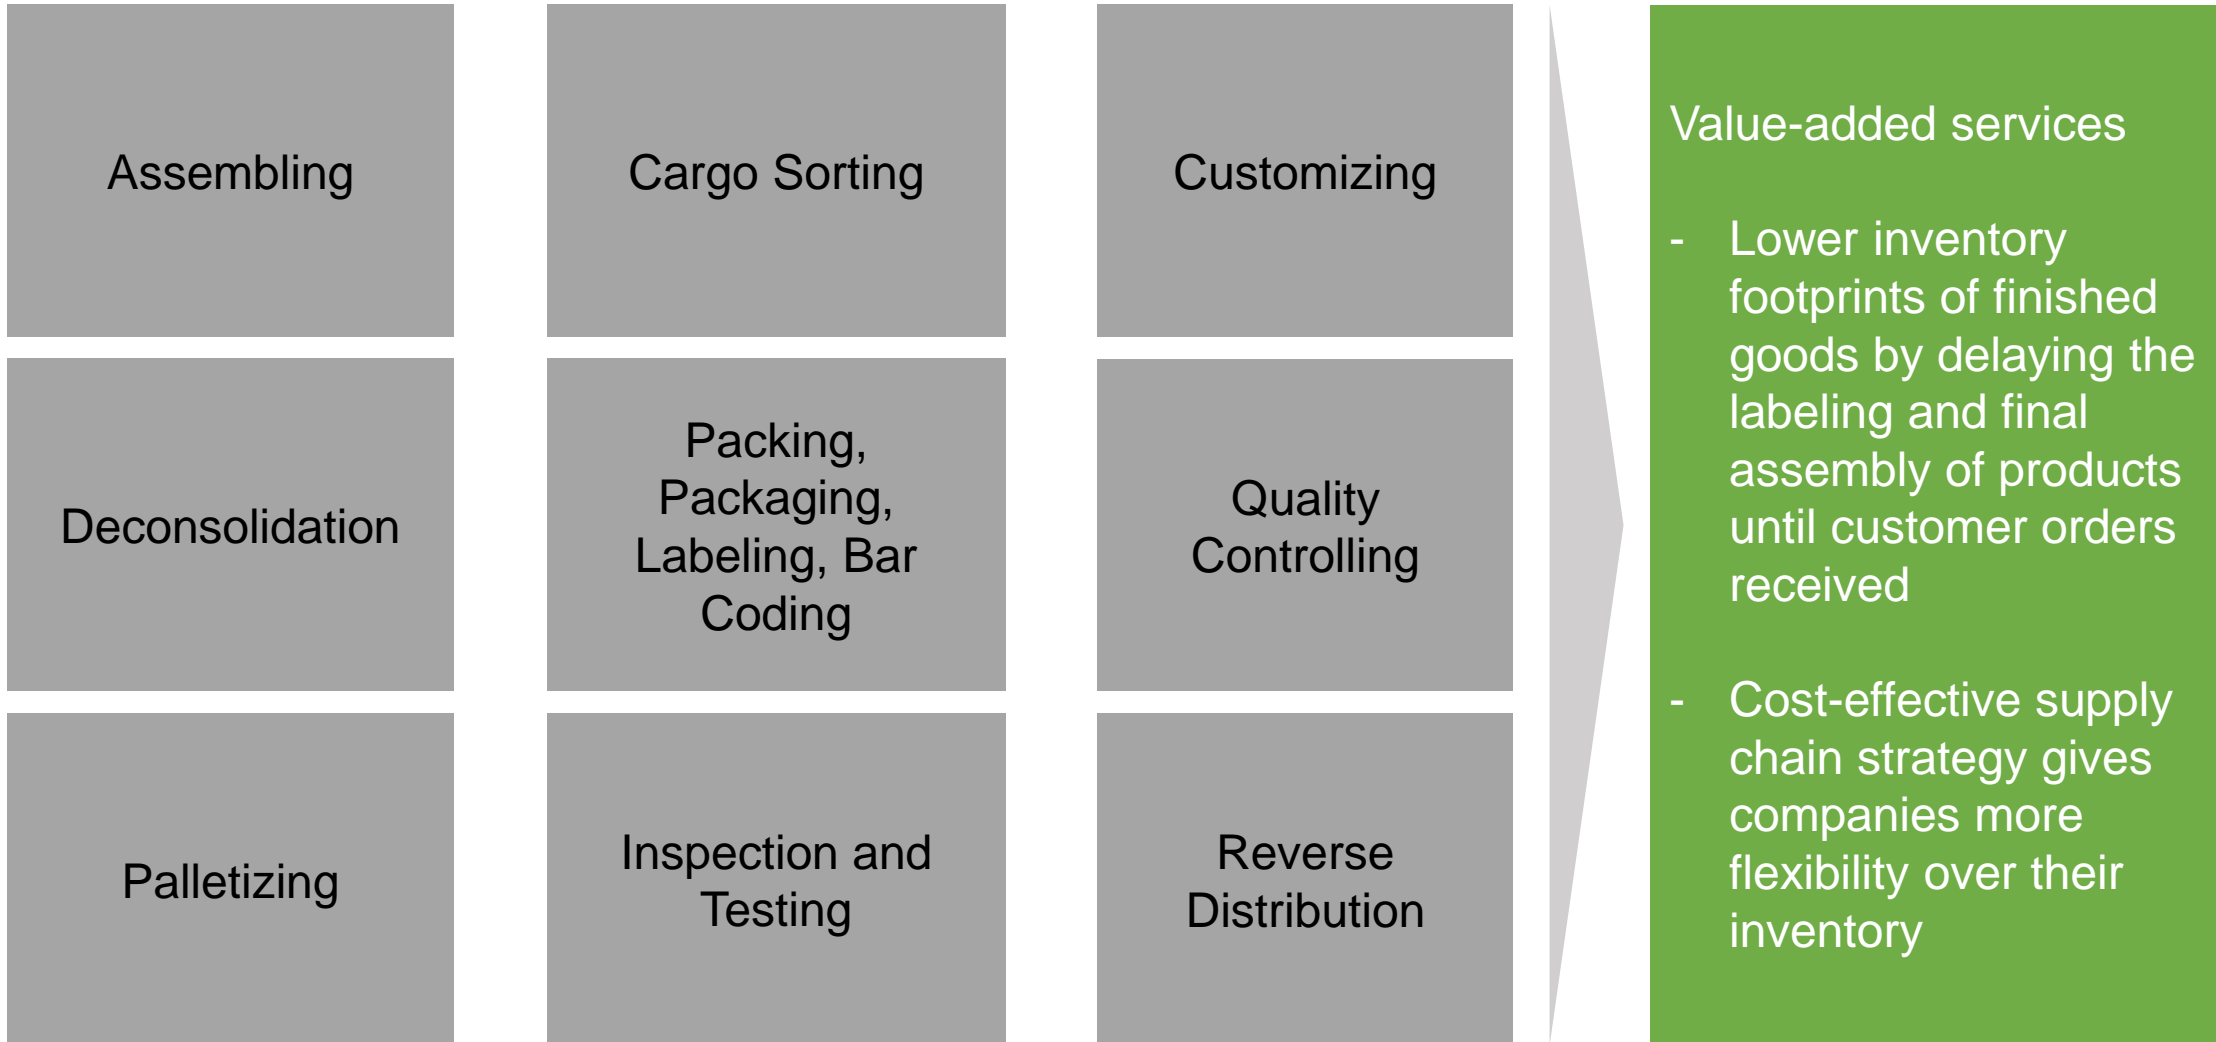 Assembling
Cargo Sorting
Customizing
Deconsolidation
Packing,
Packaging,
Labeling, Bar
Coding
Quality
Controlling
Palletizing
Inspection and
Testing
Reverse
Distribution
Value-added services
- Lower inventory
footprints of finished
goods by delaying the
labeling and final
assembly of products
until customer orders
received
- Cost-effective supply
chain strategy gives
companies more
flexibility over their
inventory